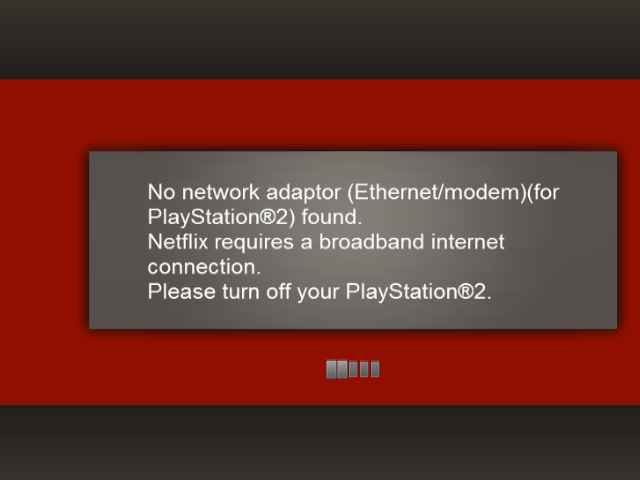 No network adaptor (Ethernet/modem)(for
PlayStation®2) found.
Netflix requires a broadband internet
connection.
Please turn off your PlayStation®2.